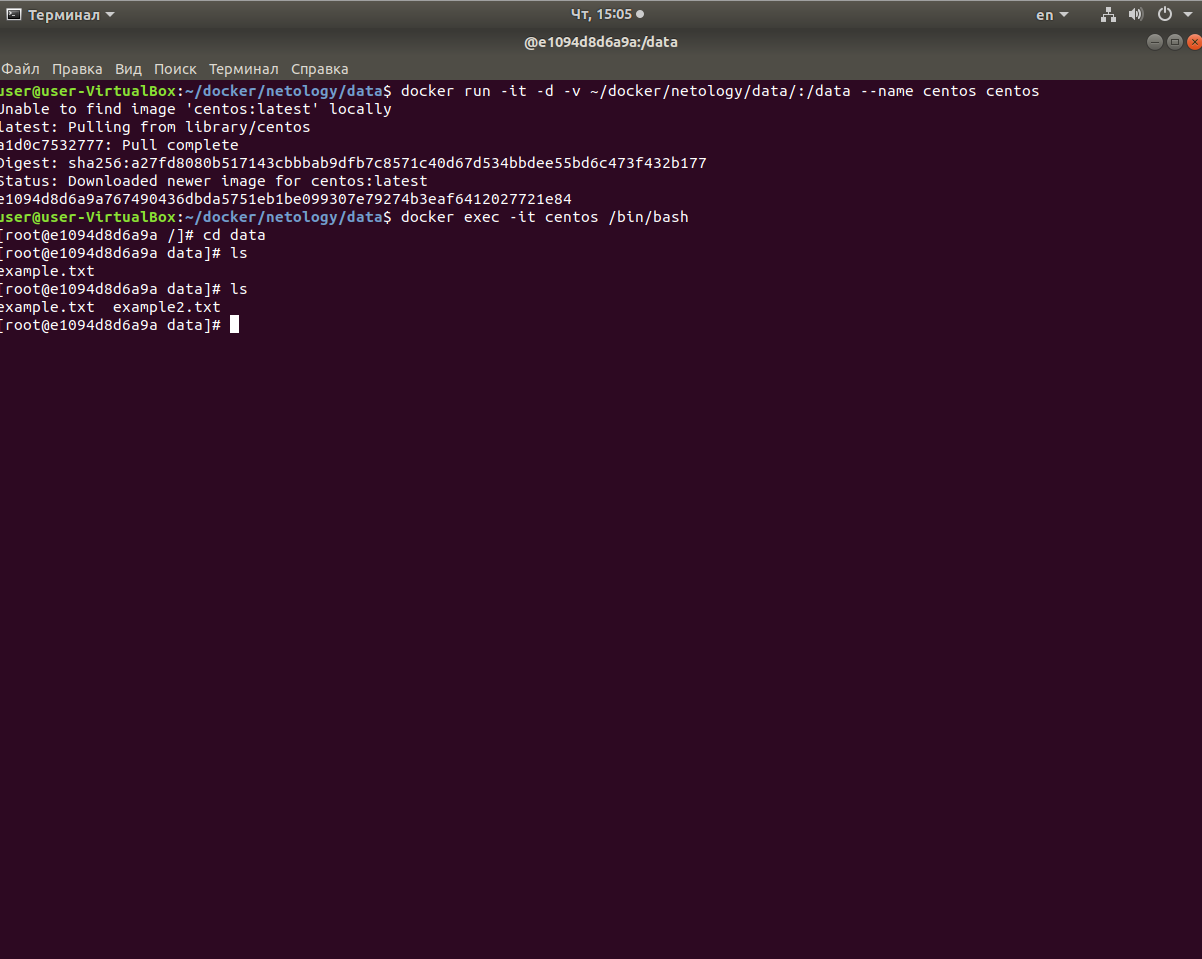 Терминал
Чт, 15:05
en
@e1094d8d6a9a:/data
Файл Правка Вид Поиск Терминал Справка
user@user-VirtualBox:~/docker/netology/data$ docker run -it -d -v ~/docker/netology/data/:/data --name centos centos
Unable to find image 'centos:latest' locally
latest: Pulling from library/centos
a1d0c7532777: Pull complete
Digest: sha256:a27fd8080b517143cbbbab9dfb7c8571c40d67d534bbdee55bd6c473f432b177
Status: Downloaded newer image for centos:latest
e1094d8d6a9a767490436dbda5751eb1be099307e79274b3eaf6412027721e84
user@user-VirtualBox:~/docker/netology/data$ docker exec -it centos /bin/bash
[root@e1094d8d6a9a /]# cd data
[root@e1094d8d6a9a data]# ls
example.txt
[root@e1094d8d6a9a data]# ls
example.txt  example2.txt
[root@e1094d8d6a9a data]#